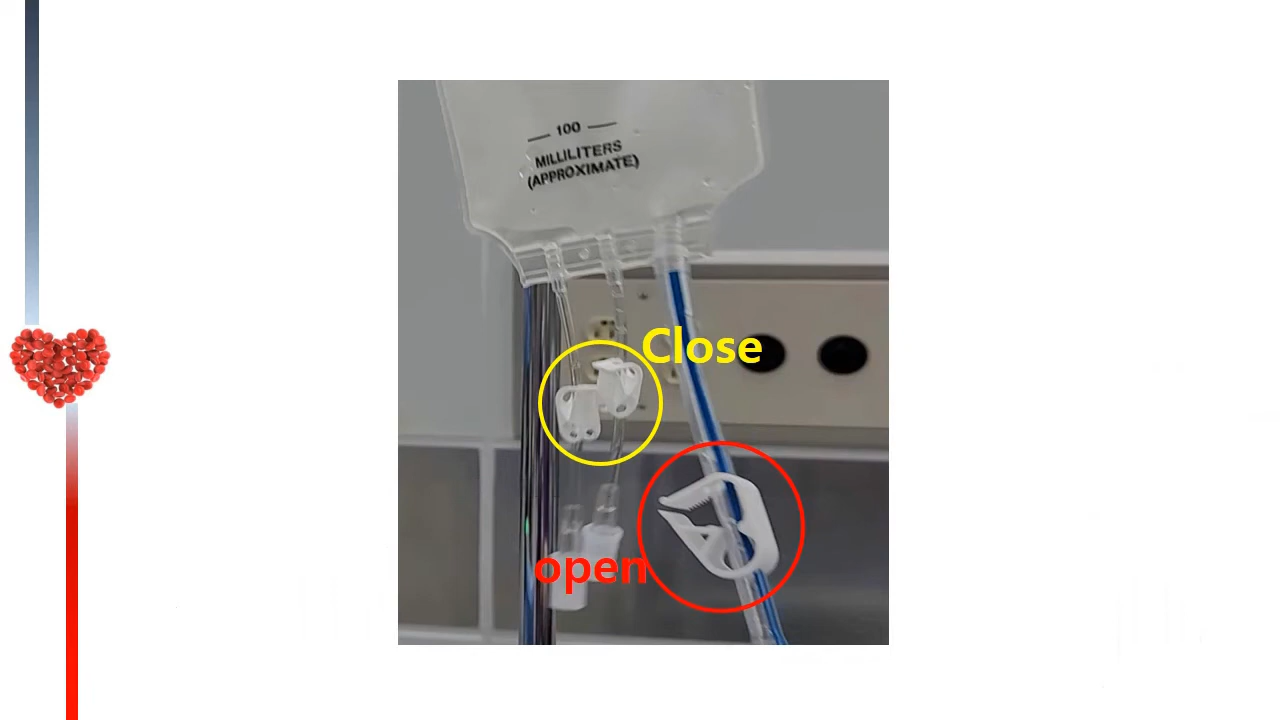 — 100 —
MILLILITERS
(APPROXIMATE)
Close
open